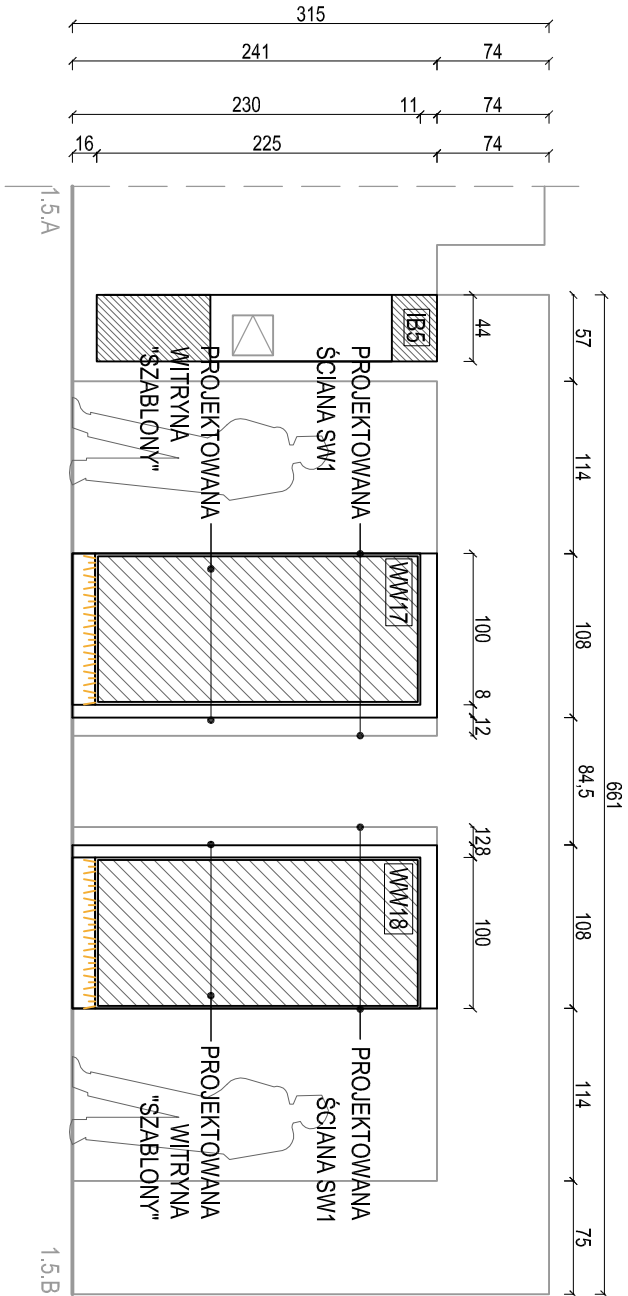 315
241
74
230
11
74
16
225
74
1.5.A
IB5
44
57
661
PROJEKTOWANA
ŚCIANA SW1
PROJEKTOWANA
WITRYNA
"SZABLONY"
114
WW17
100
8
12
108
84,5
128
WW18
100
108
PROJEKTOWANA
ŚCIANA SW1
PROJEKTOWANA
WITRYNA
"SZABLONY"
114
75
1.5.B